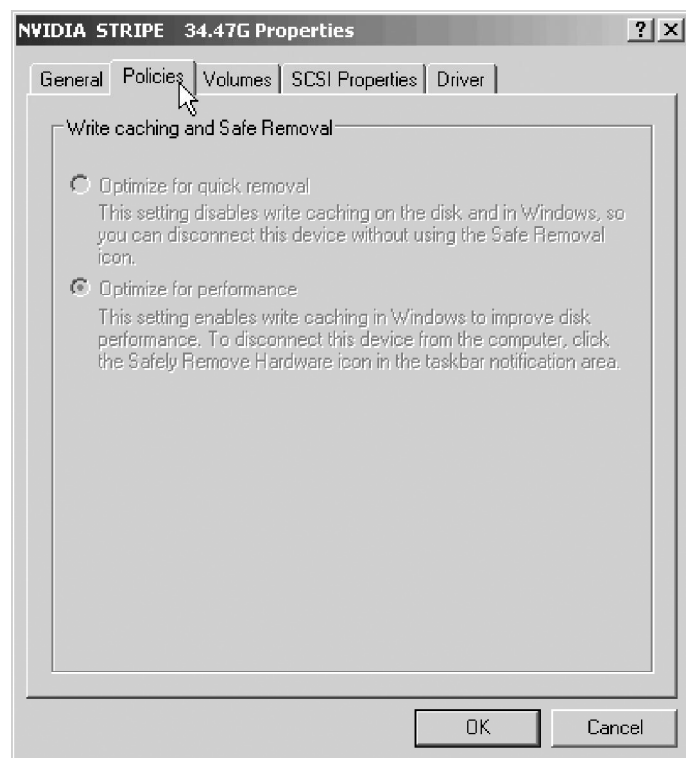 NVIDIA STRIPE 34.47G Properties
? X
General Policies Volumes SCSI Properties Driver
Write caching and Safe Removal
Optimize for quick removal
This setting disables write caching on the disk and in Windows, so
you can disconnect this device without using the Safe Removal
icon.
Optimize for performance
This setting enables write caching in Windows to improve disk
performance. To disconnect this device from the computer, click
the Safely Remove Hardware icon in the taskbar notification area.
OK Cancel